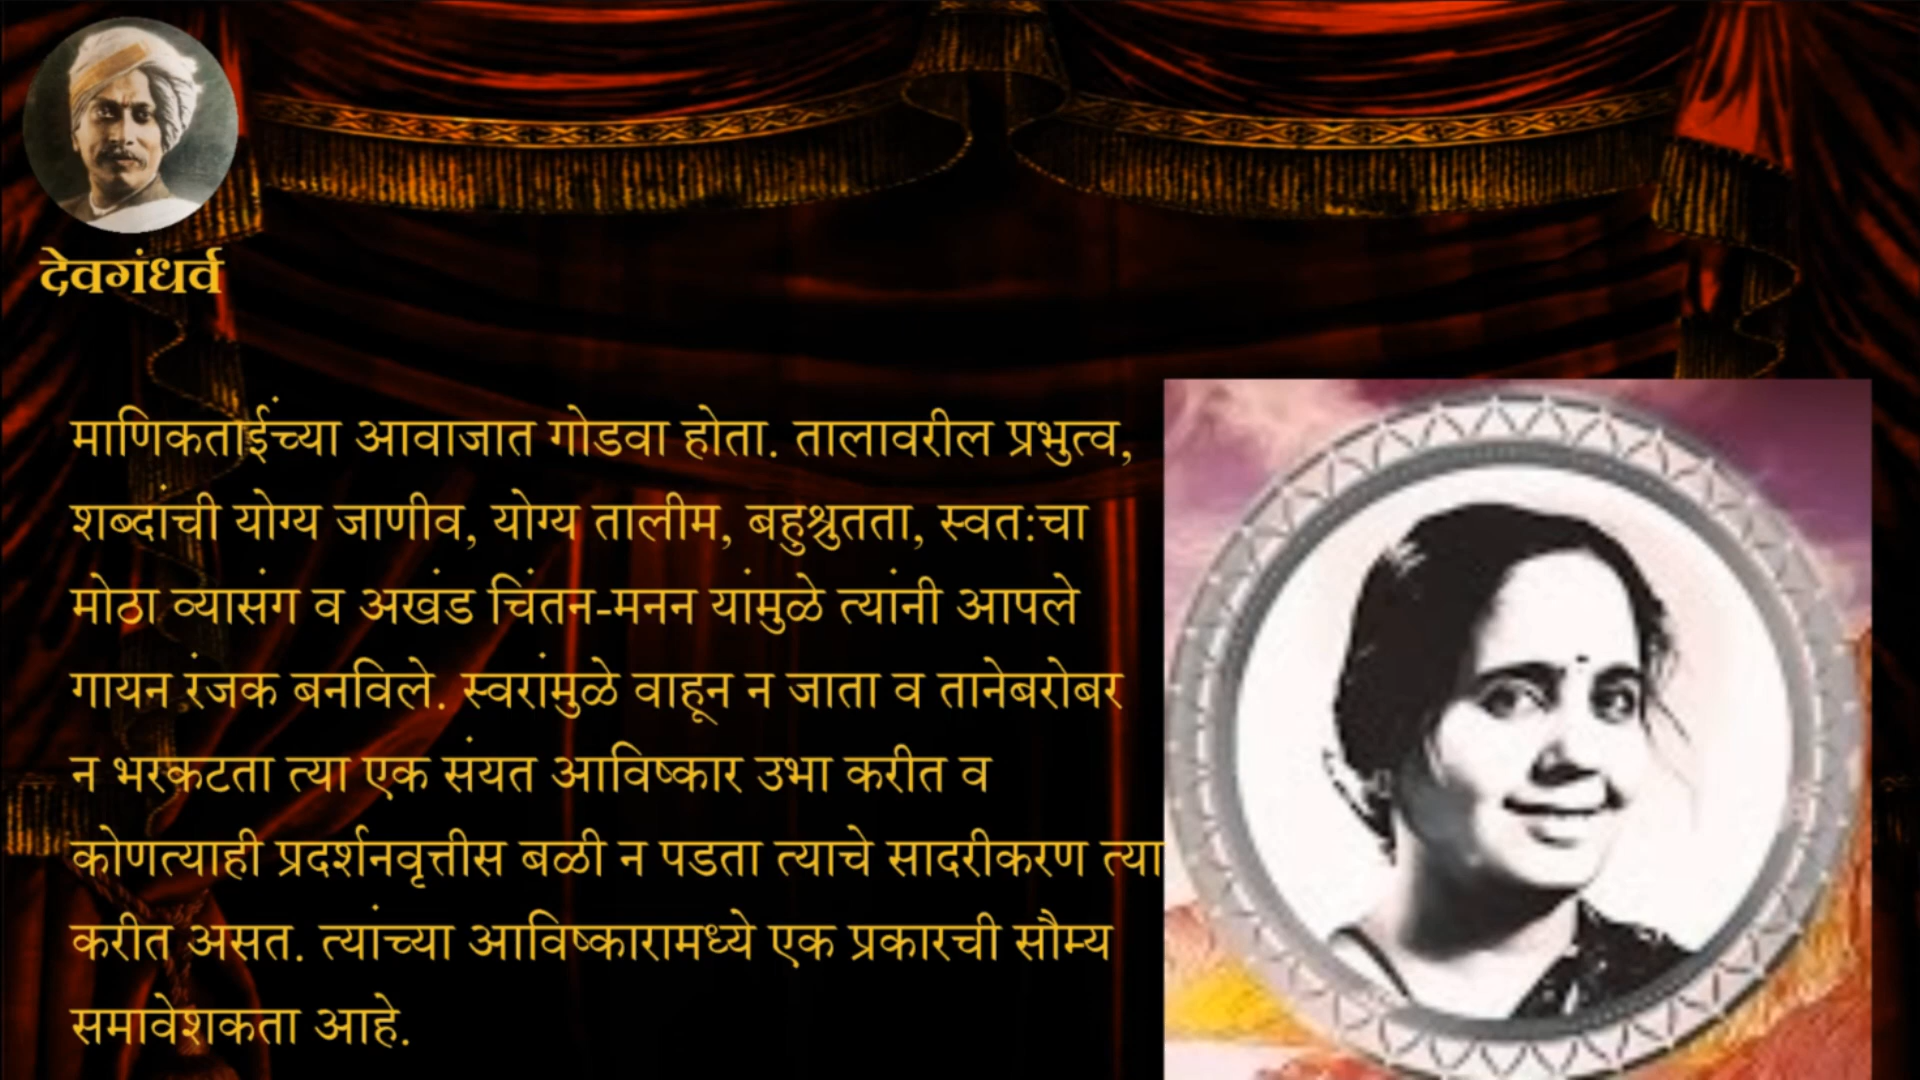 देवगंधर्व
माणिकताईंच्या आवाजात गोडवा होता. तालावरील प्रभुत्व,
शब्दांची योग्य जाणीव, योग्य तालीम, बहुश्रुतता, स्वत:चा
मोठा व्यासंग व अखंड चिंतन-मनन यांमुळे त्यांनी आपले
गायन रंजक बनविले. स्वरांमुळे वाहून न जाता व तानेबरोबर
न भरकटता त्या एक संयत आविष्कार उभा करीत व
कोणत्याही प्रदर्शनवृत्तीस बळी न पडता त्याचे सादरीकरण त्या
करीत असत. त्यांच्या आविष्कारामध्ये एक प्रकारची सौम्य
समावेशकता आहे.